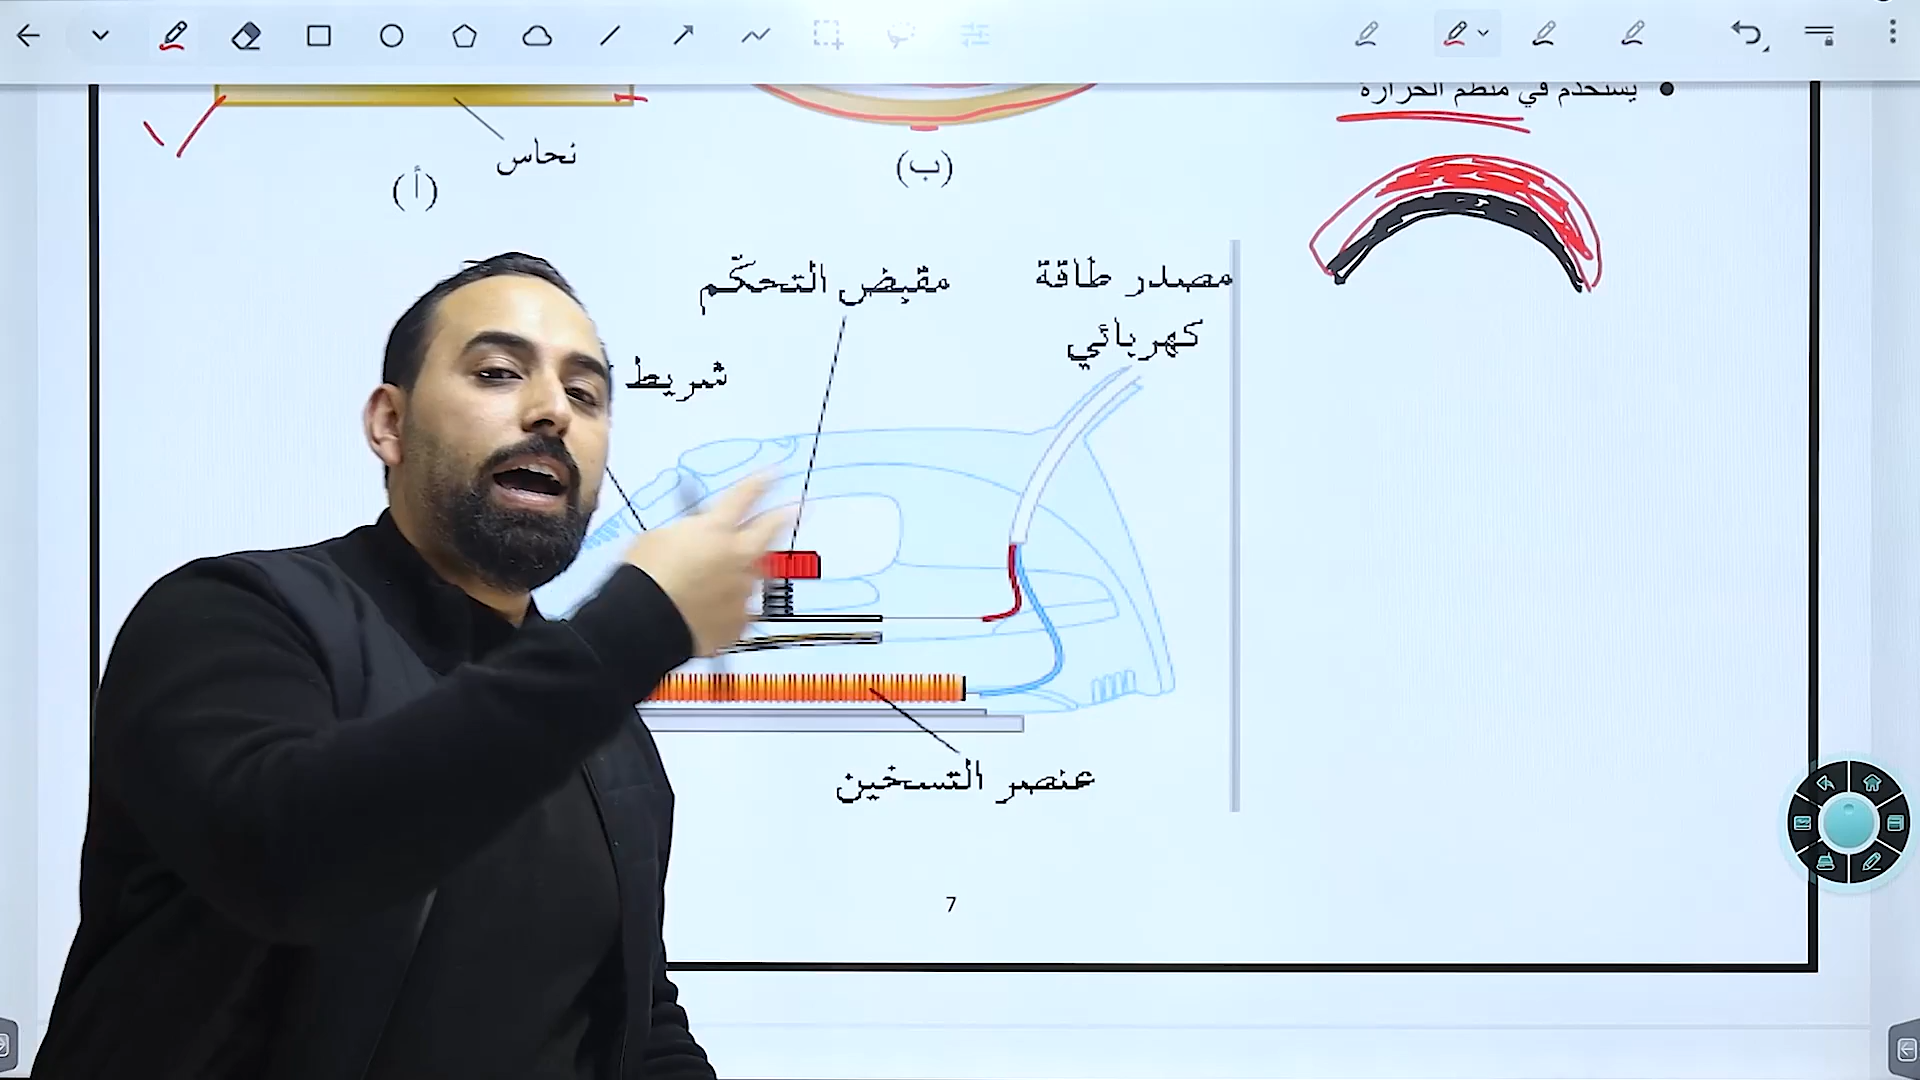 يستخدم في منظم الحرارة
نحاس
(أ)
(ب)
مصدر طاقة
كهربائي
مقبض التحكّم
شريط
عنصر التسخين
7